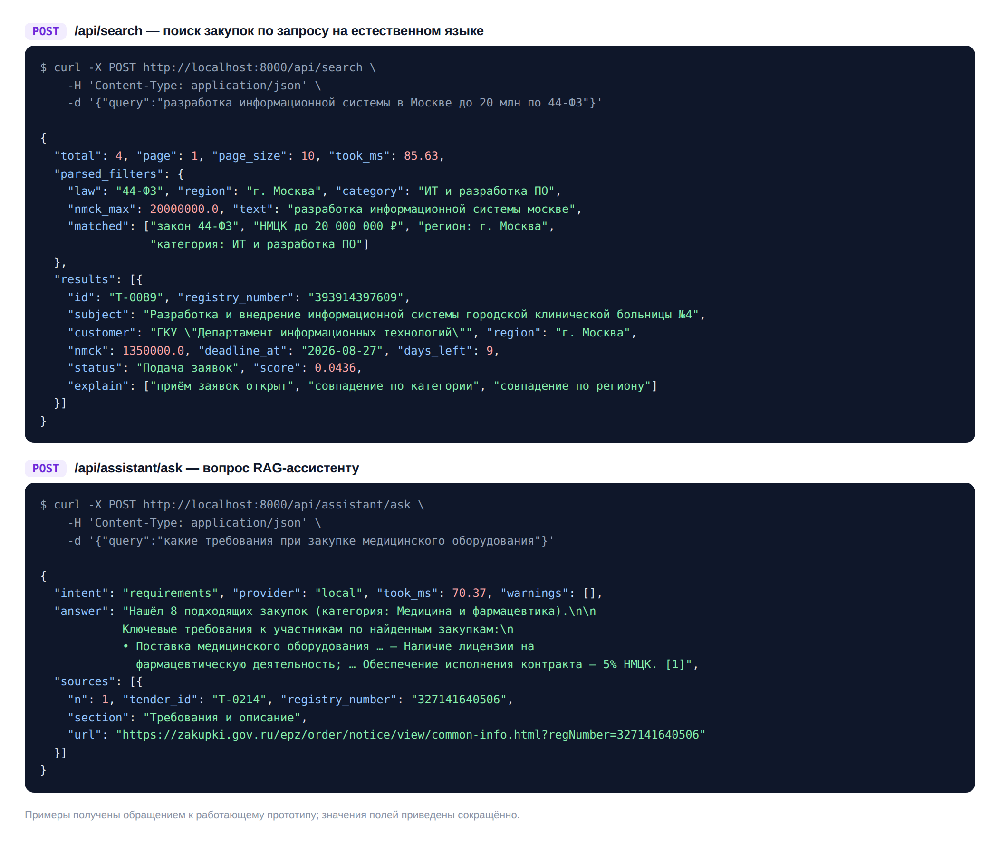 POST /api/search — поиск закупок по запросу на естественном языке
$ curl -X POST http://localhost:8000/api/search \
    -H 'Content-Type: application/json' \
    -d '{"query":"разработка информационной системы в Москве до 20 млн по 44-ФЗ"}'
{
  "total": 4, "page": 1, "page_size": 10, "took_ms": 85.63,
  "parsed_filters": {
    "law": "44-ФЗ", "region": "г. Москва", "category": "ИТ и разработка ПО",
    "nmck_max": 20000000.0, "text": "разработка информационной системы москве",
    "matched": ["закон 44-ФЗ", "НМЦК до 20 000 000 ₽", "регион: г. Москва",
                "категория: ИТ и разработка ПО"]
  },
  "results": [{
    "id": "T-0089", "registry_number": "393914397609",
    "subject": "Разработка и внедрение информационной системы городской клинической больницы №4",
    "customer": "ГКУ \"Департамент информационных технологий\"", "region": "г. Москва",
    "nmck": 1350000.0, "deadline_at": "2026-08-27", "days_left": 9,
    "status": "Подача заявок", "score": 0.0436,
    "explain": ["приём заявок открыт", "совпадение по категории", "совпадение по региону"]
  }]
}
POST /api/assistant/ask — вопрос RAG-ассистенту
$ curl -X POST http://localhost:8000/api/assistant/ask \
    -H 'Content-Type: application/json' \
    -d '{"query":"какие требования при закупке медицинского оборудования"}'
{
  "intent": "requirements", "provider": "local", "took_ms": 70.37, "warnings": [],
  "answer": "Нашёл 8 подходящих закупок (категория: Медицина и фармацевтика).\n\n
            Ключевые требования к участникам по найденным закупкам:\n
            • Поставка медицинского оборудования … — Наличие лицензии на
              фармацевтическую деятельность; … Обеспечение исполнения контракта — 5% НМЦК. [1]",
  "sources": [{
    "n": 1, "tender_id": "T-0214", "registry_number": "327141640506",
    "section": "Требования и описание",
    "url": "https://zakupki.gov.ru/epz/order/notice/view/common-info.html?regNumber=327141640506"
  }]
}
Примеры получены обращением к работающему прототипу; значения полей приведены сокращённо.